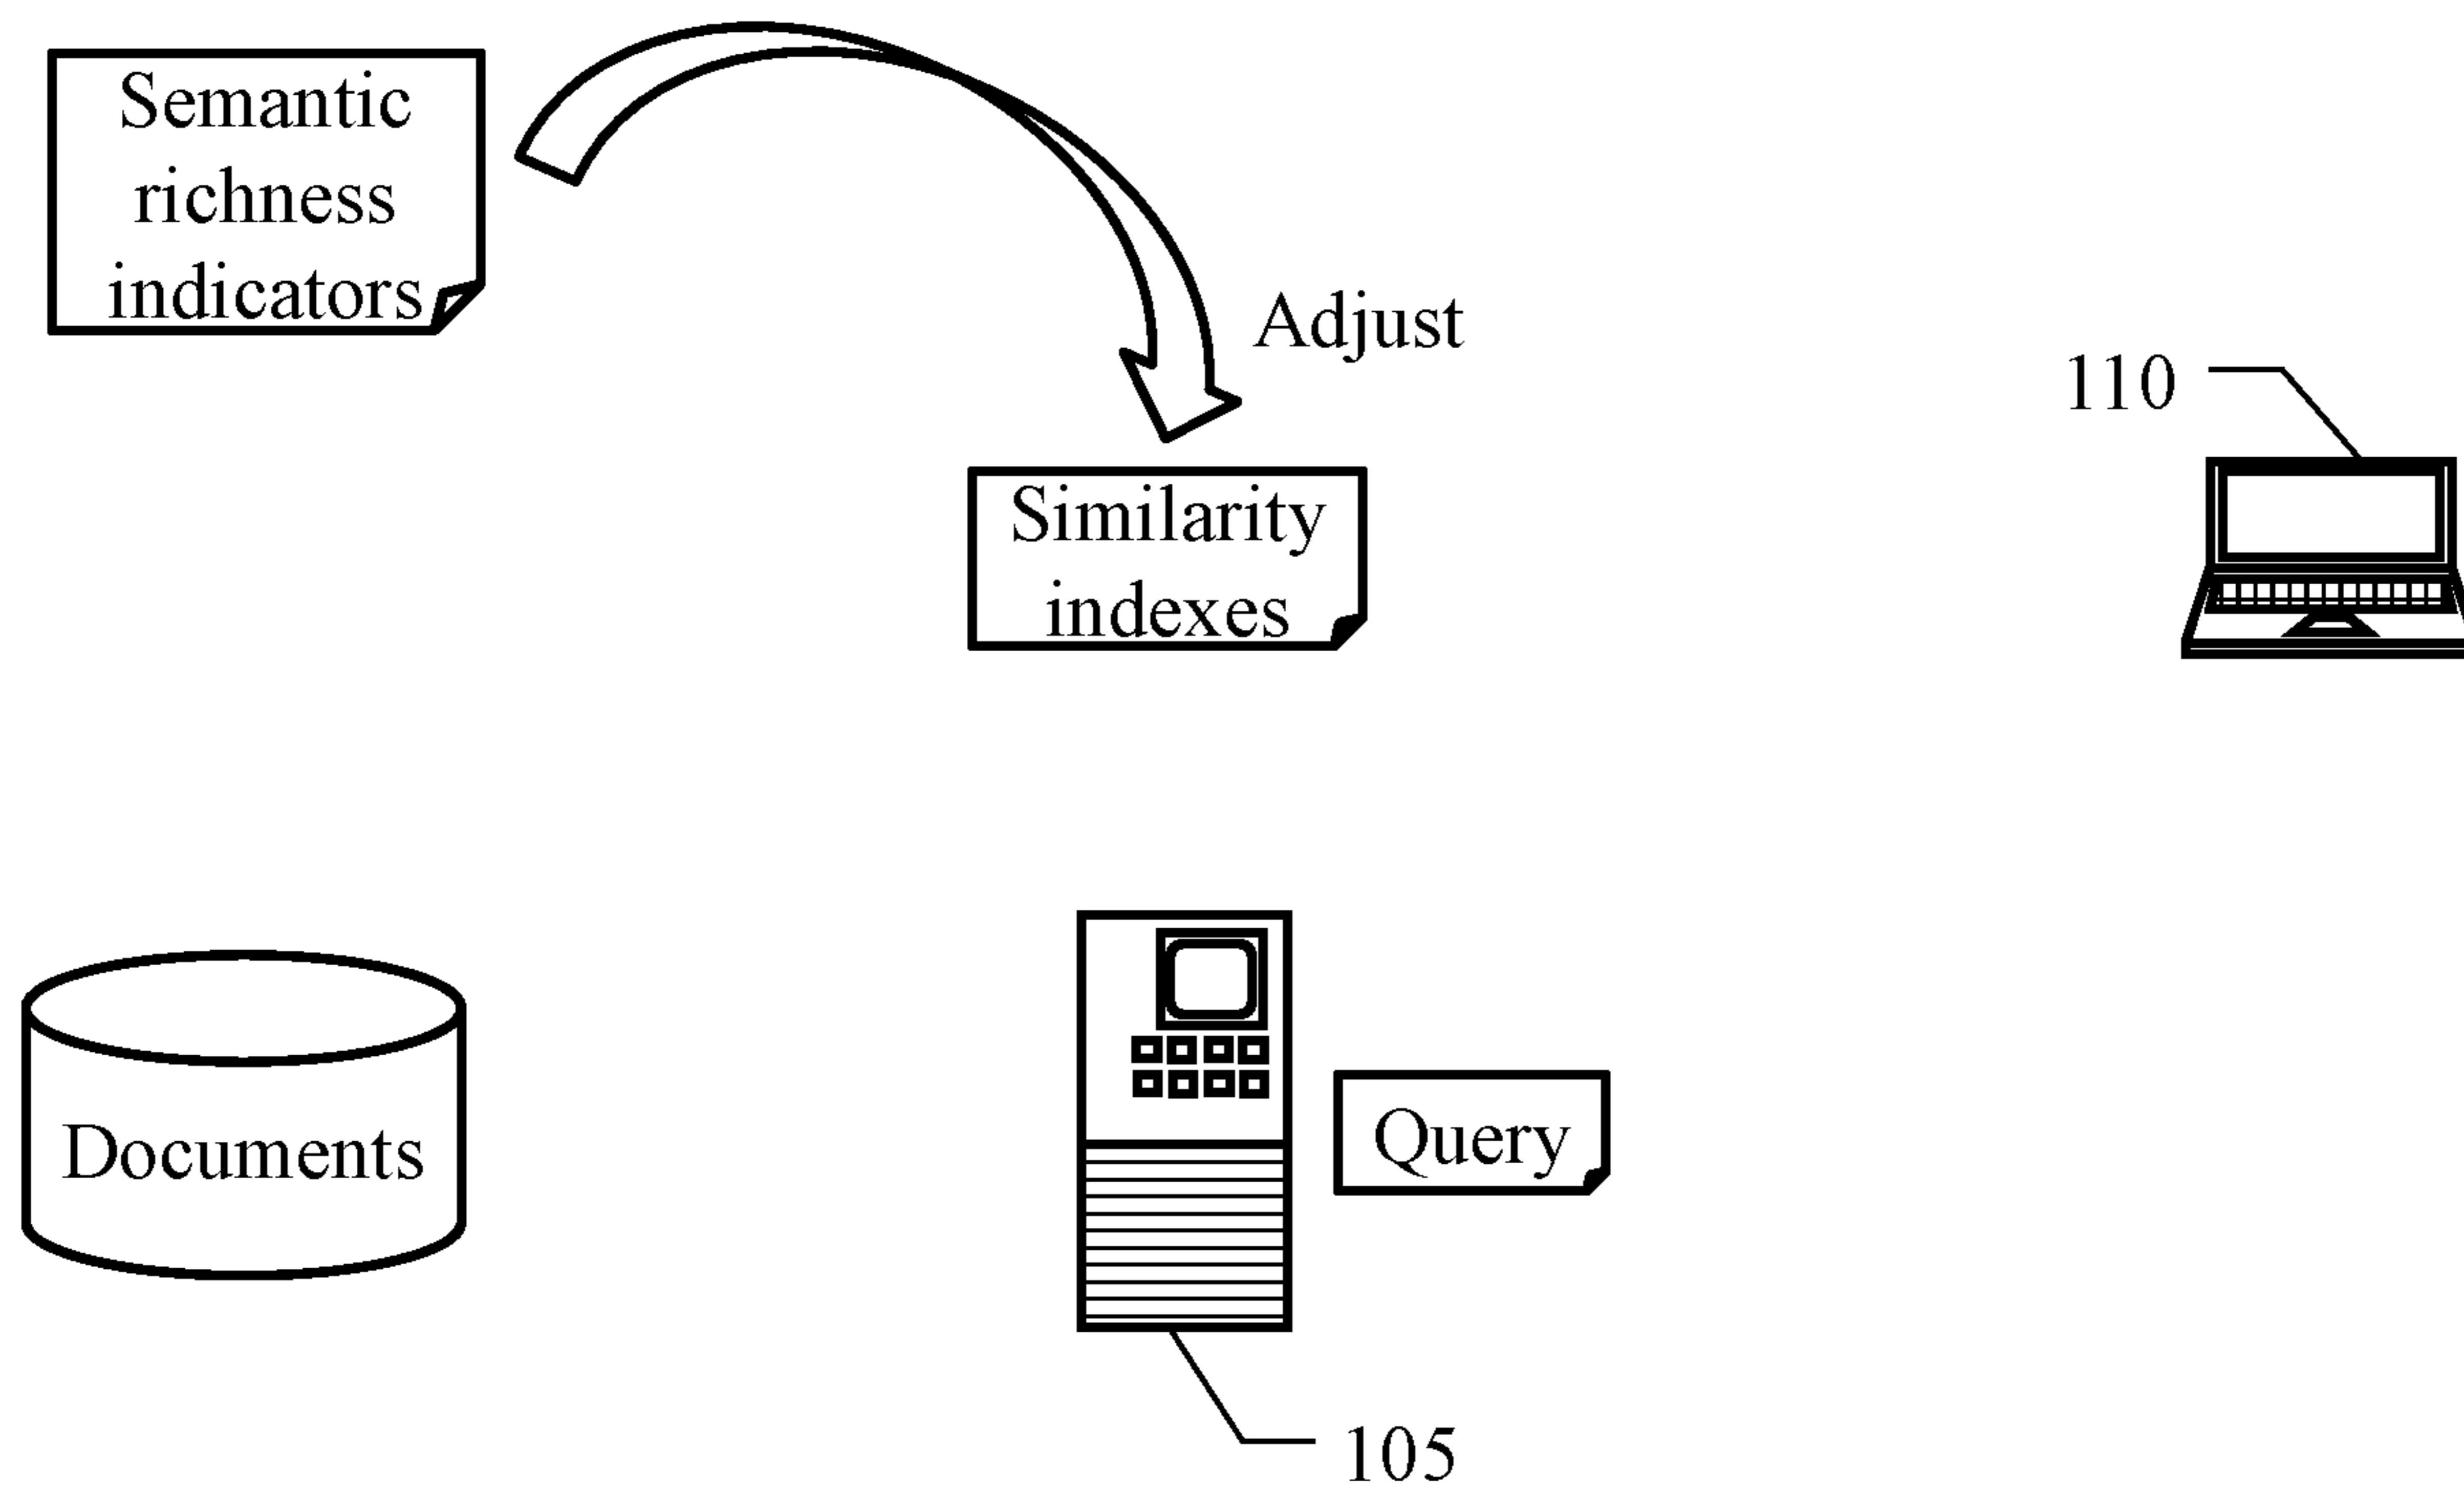 Semantic
richness
indicators
Adjust
110
Similarity
indexes
Documents
Query
105